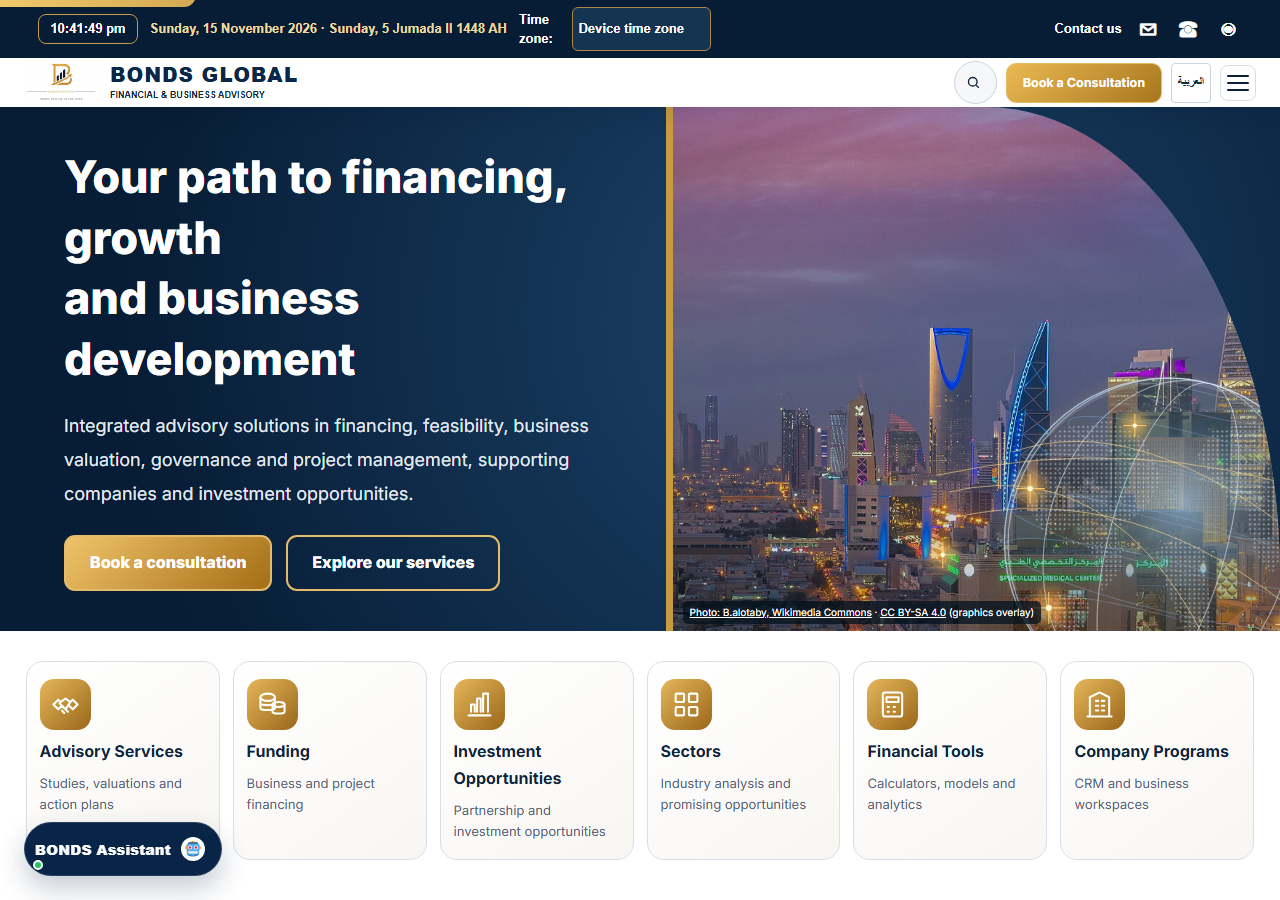 10:41:49 pm
Sunday, 15 November 2026 · Sunday, 5 Jumada II 1448 AH
Time zone:
Device time zone
Contact us
BONDS GLOBAL
FINANCIAL & BUSINESS ADVISORY
Book a Consultation
العربية
Your path to financing,
growth
and business
development
Integrated advisory solutions in financing, feasibility, business
valuation, governance and project management, supporting
companies and investment opportunities.
Book a consultation
Explore our services
المركز التخصصي الطبي
SPECIALIZED MEDICAL CENTER
المركز
Photo: B.alotaby, Wikimedia Commons · CC BY-SA 4.0 (graphics overlay)
Advisory Services
Studies, valuations and
action plans
Funding
Business and project
financing
Investment
Opportunities
Partnership and
investment opportunities
Sectors
Industry analysis and
promising opportunities
Financial Tools
Calculators, models and
analytics
Company Programs
CRM and business
workspaces
BONDS Assistant